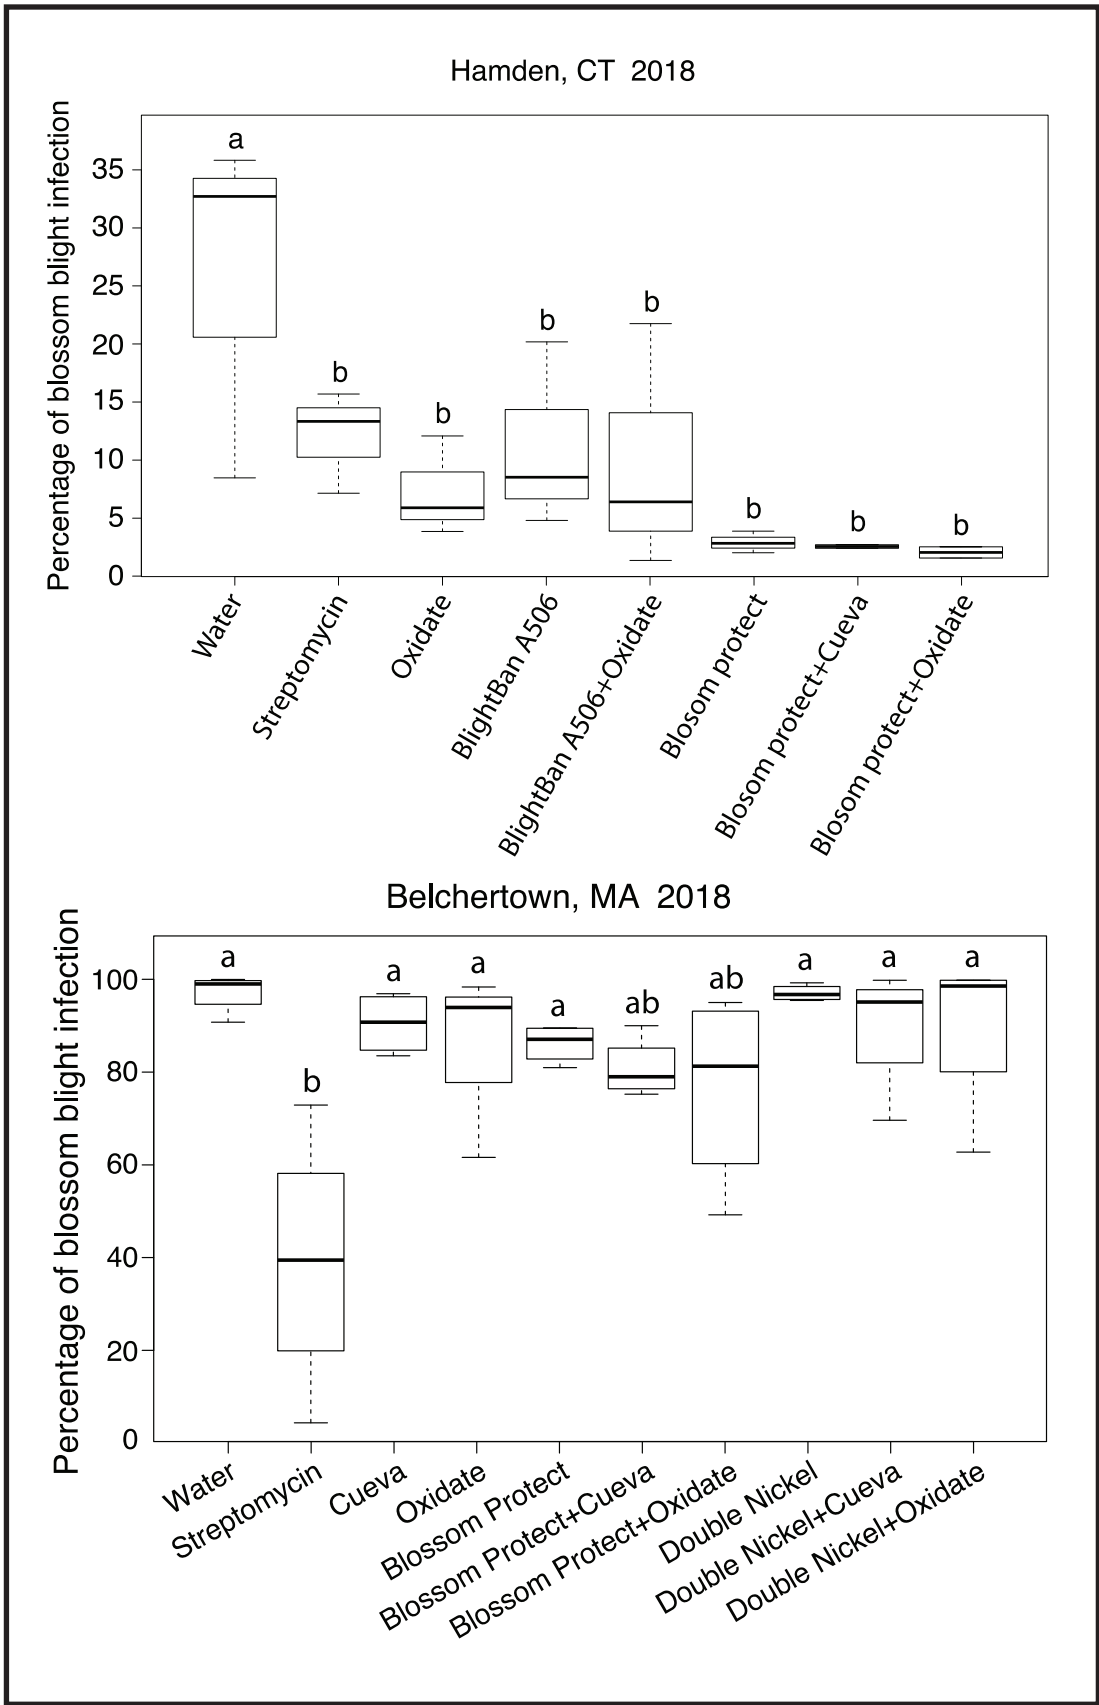 Hamden, CT 2018
Percentage of blossom blight infection
35
30
25
20
15
10
5
0
a
b
b
b
b
b
b
b
Water
Streptomycin
Oxidate
BlightBan A506
BlightBan A506+Oxidate
Blosom protect
Blosom protect+Cueva
Blosom protect+Oxidate
Belchertown, MA 2018
Percentage of blossom blight infection
100
80
60
40
20
0
a
b
a
a
a
ab
ab
a
a
a
Water
Streptomycin
Cueva
Oxidate
Blossom Protect
Blossom Protect+Cueva
Blossom Protect+Oxidate
Double Nickel
Double Nickel+Cueva
Double Nickel+Oxidate